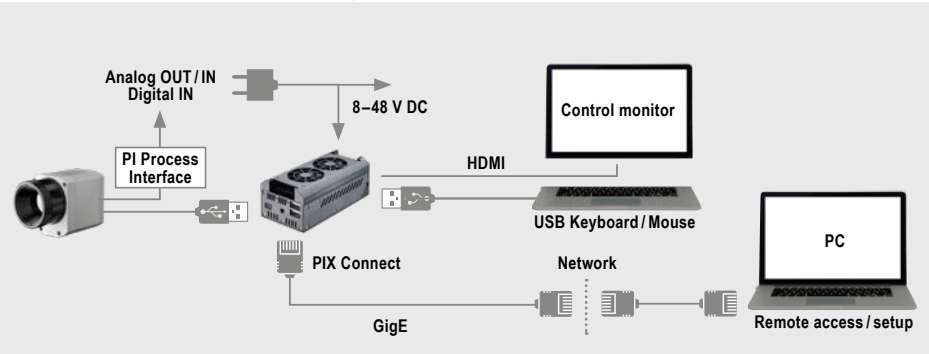 Analog OUT / IN
Digital IN
8–48 V DC
PI Process
Interface
HDMI
Control monitor
USB Keyboard / Mouse
PIX Connect
Network
PC
GigE
Remote access / setup